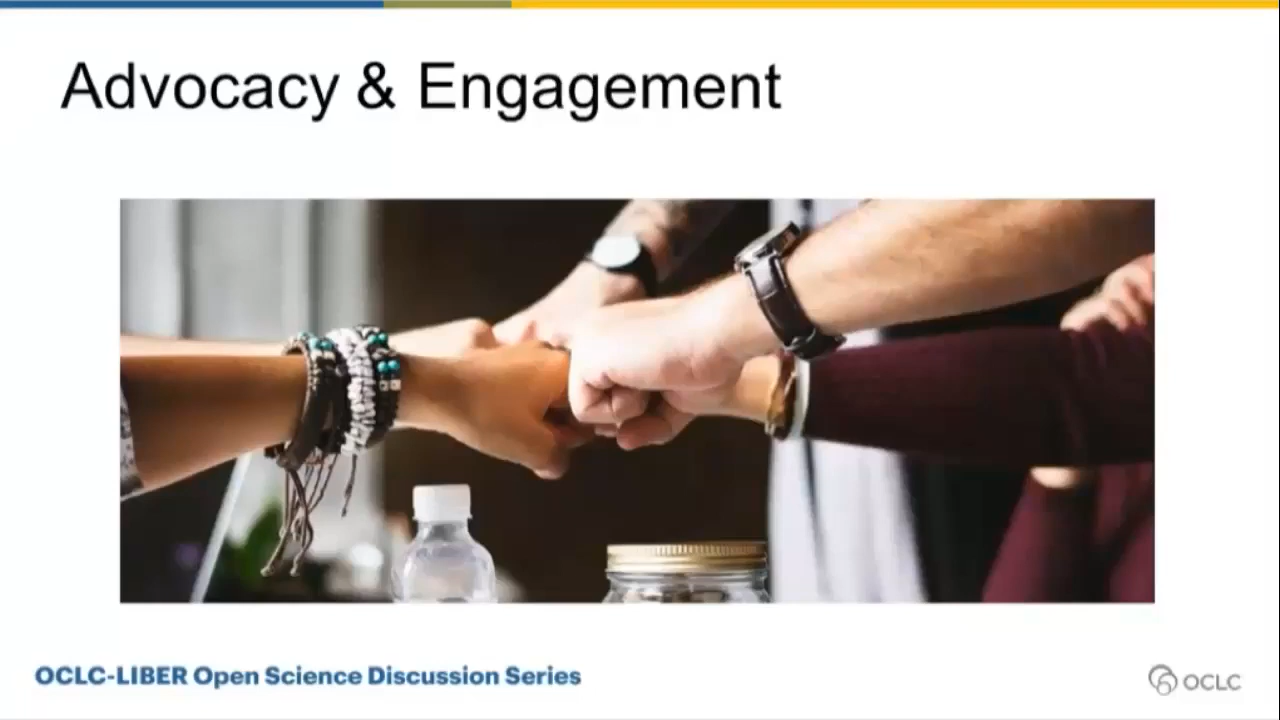 Advocacy & Engagement
OCLC-LIBER Open Science Discussion Series
OCLC